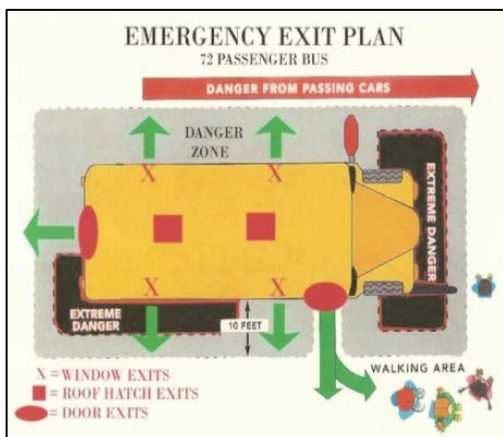 EMERGENCY EXIT PLAN
72 PASSENGER BUS
DANGER FROM PASSING CARS
DANGER
ZONE
X
X
EXTREME DANGER
X
X
EXTREME
DANGER
10 FEET
WALKING AREA
X = WINDOW EXITS
= ROOF HATCH EXITS
= DOOR EXITS